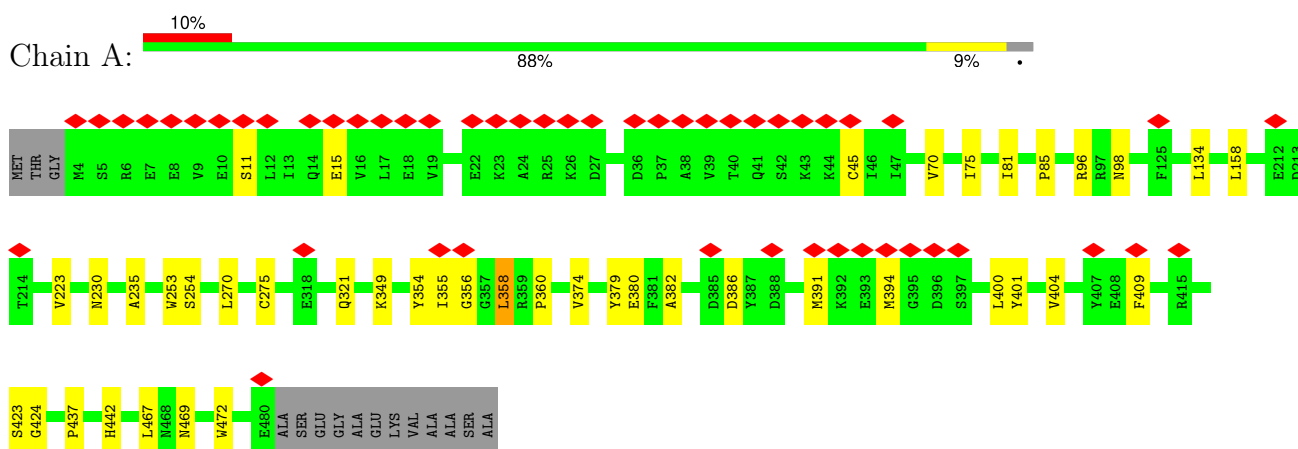 10%
Chain A:
88% 9% •
MET THR GLY M4 S5 R6 E7 E8 V9 E10 S11 L12 I13 Q14 E15 V16 L17 E18 V19 E22 K23 A24 R25 K26 D27 D36 P37 A38 V39 T40 Q41 S42 K43 K44 C45 I46 I47 V70 I75 I81 P85 R96 R97 N98 F125 L134 L158 E212 D213
T214 V223 N230 A235 W253 S254 L270 C275 E318 Q321 K349 Y354 I355 G356 G357 L358 R359 P360 V374 Y379 E380 F381 A382 D385 D386 Y387 D388 M391 K392 E393 M394 G395 D396 S397 L400 Y401 V404 Y407 E408 F409 R415
S423 G424 P437 H442 L467 N468 N469 W472 E480 ALA SER GLU GLY ALA GLU LYS VAL ALA ALA SER ALA